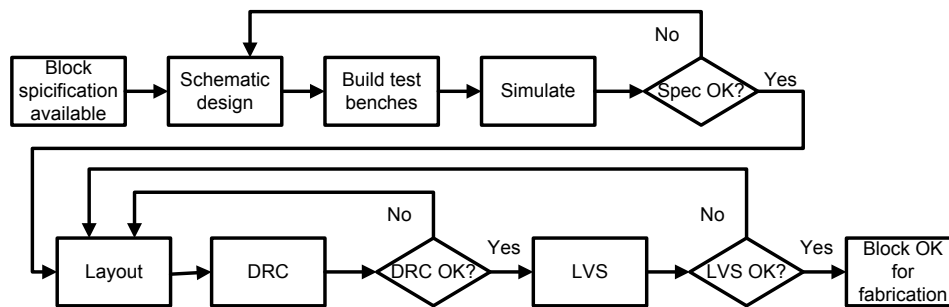 No
Block
spicification
available
Schematic
design
Build test
benches
Simulate
Spec OK?
Yes
No
No
Layout
DRC
DRC OK?
Yes
LVS
LVS OK?
Yes
Block OK
for
fabrication